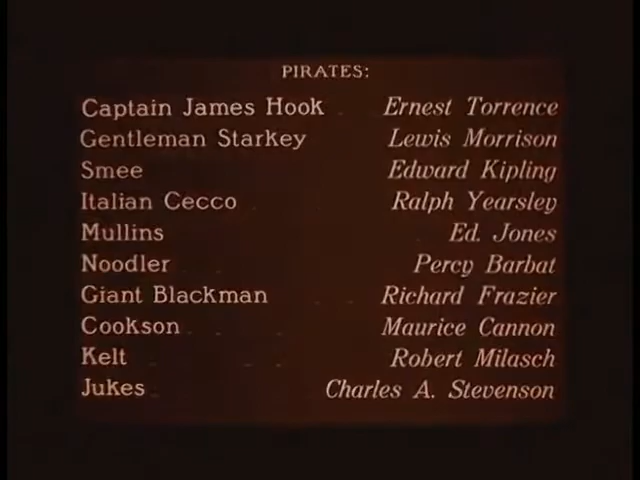 PIRATES:
Captain James Hook Ernest Torrence
Gentleman Starkey Lewis Morrison
Smee Edward Kipling
Italian Cecco Ralph Yearsley
Mullins Ed. Jones
Noodler Percy Barbat
Giant Blackman Richard Frazier
Cookson Maurice Cannon
Kelt Robert Milasch
Jukes Charles A. Stevenson